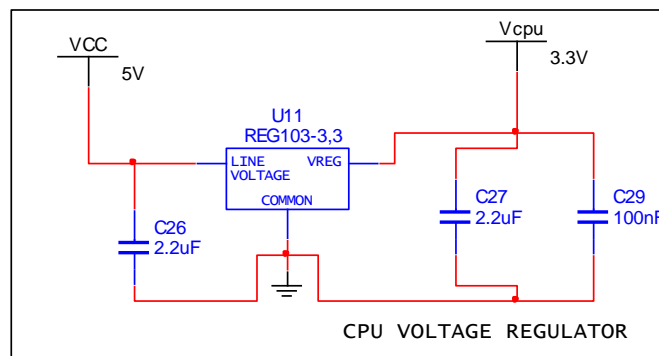 VCC
5V
Vcpu
3.3V
U11
REG103-3,3
LINE VREG
VOLTAGE
COMMON
C26
2.2uF
C27
2.2uF
C29
100nF
CPU VOLTAGE REGULATOR